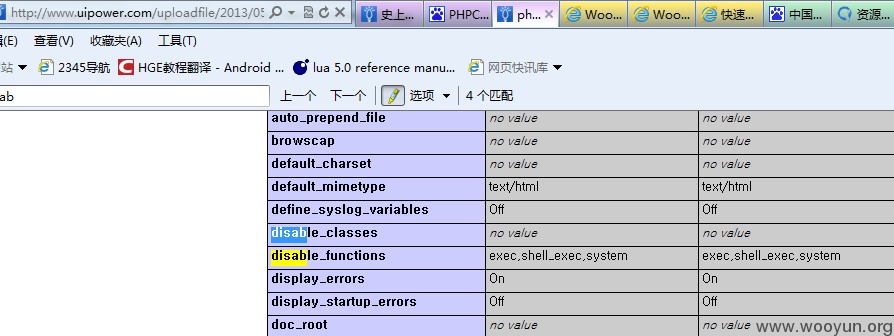 http://www.uipower.com/uploadfile/2013/05
史上... PHPC... ph... Woo... Woo... 快速... 中国... 资源...
(E) 查看(V) 收藏夹(A) 工具(T)
站 2345导航 HGE教程翻译 - Android ... lua 5.0 reference manu... 网页快讯库
ab 上一个 下一个 选项 4 个匹配
auto_prepend_file no value no value
browscap no value no value
default_charset no value no value
default_mimetype text/html text/html
define_syslog_variables Off Off
disable_classes no value no value
disable_functions exec,shell_exec,system exec,shell_exec,system
display_errors On On
display_startup_errors Off Off
doc_root no value no value
www.wooyun.org